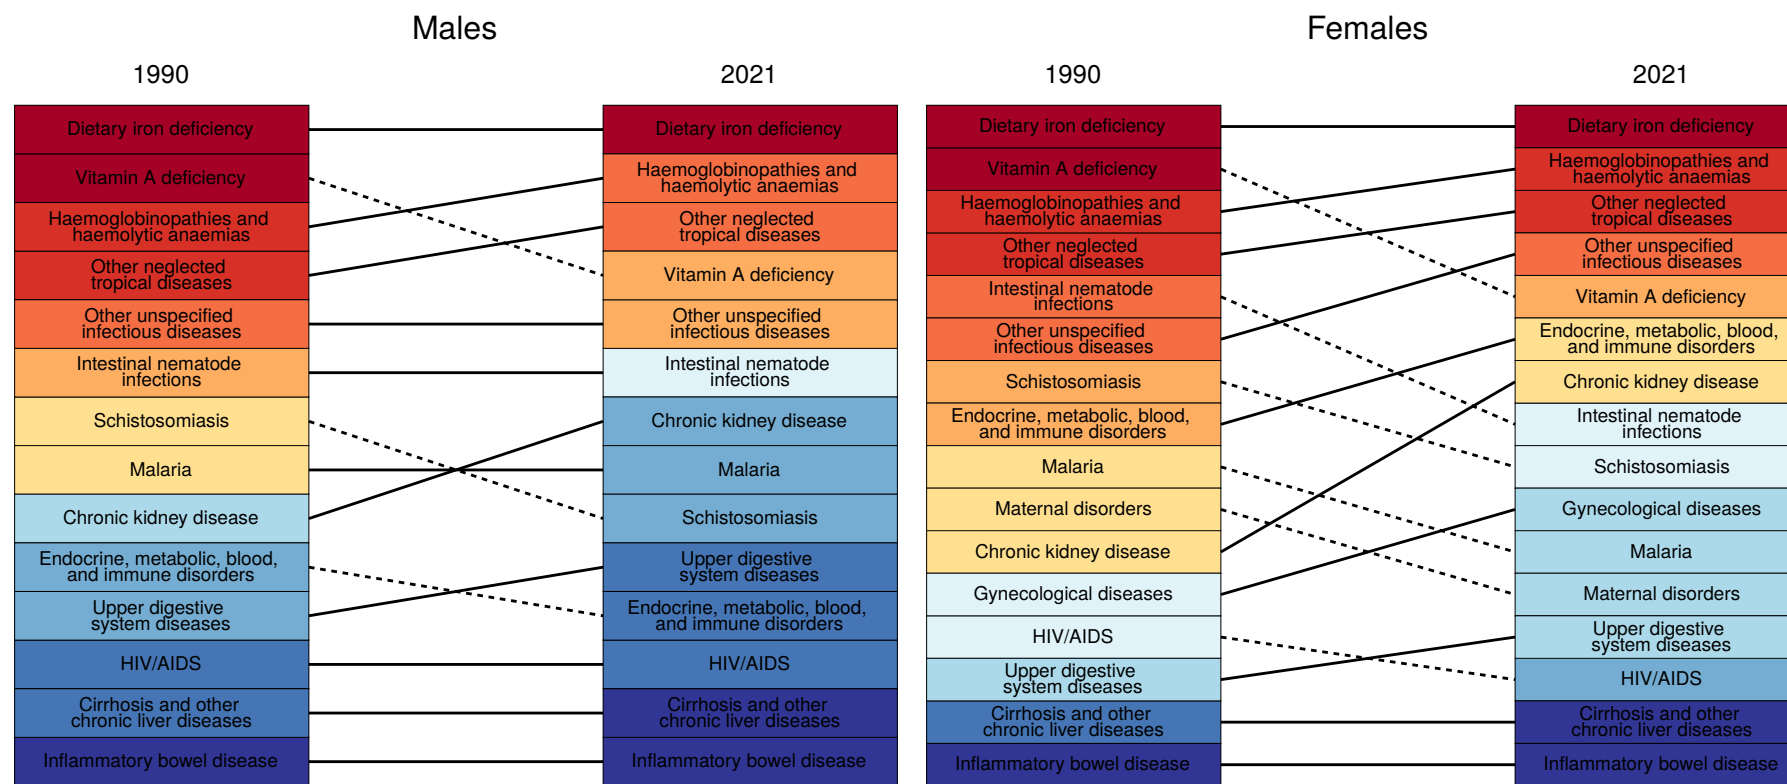 Males
1990
2021
Dietary iron deficiency
Vitamin A deficiency
Haemoglobinopathies and
haemolytic anaemias
Other neglected
tropical diseases
Other unspecified
infectious diseases
Intestinal nematode
infections
Schistosomiasis
Malaria
Chronic kidney disease
Endocrine, metabolic, blood,
and immune disorders
Upper digestive
system diseases
HIV/AIDS
Cirrhosis and other
chronic liver diseases
Inflammatory bowel disease
Dietary iron deficiency
Haemoglobinopathies and
haemolytic anaemias
Other neglected
tropical diseases
Vitamin A deficiency
Other unspecified
infectious diseases
Intestinal nematode
infections
Chronic kidney disease
Malaria
Schistosomiasis
Upper digestive
system diseases
Endocrine, metabolic, blood,
and immune disorders
HIV/AIDS
Cirrhosis and other
chronic liver diseases
Inflammatory bowel disease
Females
1990
2021
Dietary iron deficiency
Vitamin A deficiency
Haemoglobinopathies and
haemolytic anaemias
Other neglected
tropical diseases
Intestinal nematode
infections
Other unspecified
infectious diseases
Schistosomiasis
Endocrine, metabolic, blood,
and immune disorders
Malaria
Maternal disorders
Chronic kidney disease
Gynecological diseases
HIV/AIDS
Upper digestive
system diseases
Cirrhosis and other
chronic liver diseases
Inflammatory bowel disease
Dietary iron deficiency
Haemoglobinopathies and
haemolytic anaemias
Other neglected
tropical diseases
Other unspecified
infectious diseases
Vitamin A deficiency
Endocrine, metabolic, blood,
and immune disorders
Chronic kidney disease
Intestinal nematode
infections
Schistosomiasis
Gynecological diseases
Malaria
Maternal disorders
Upper digestive
system diseases
HIV/AIDS
Cirrhosis and other
chronic liver diseases
Inflammatory bowel disease